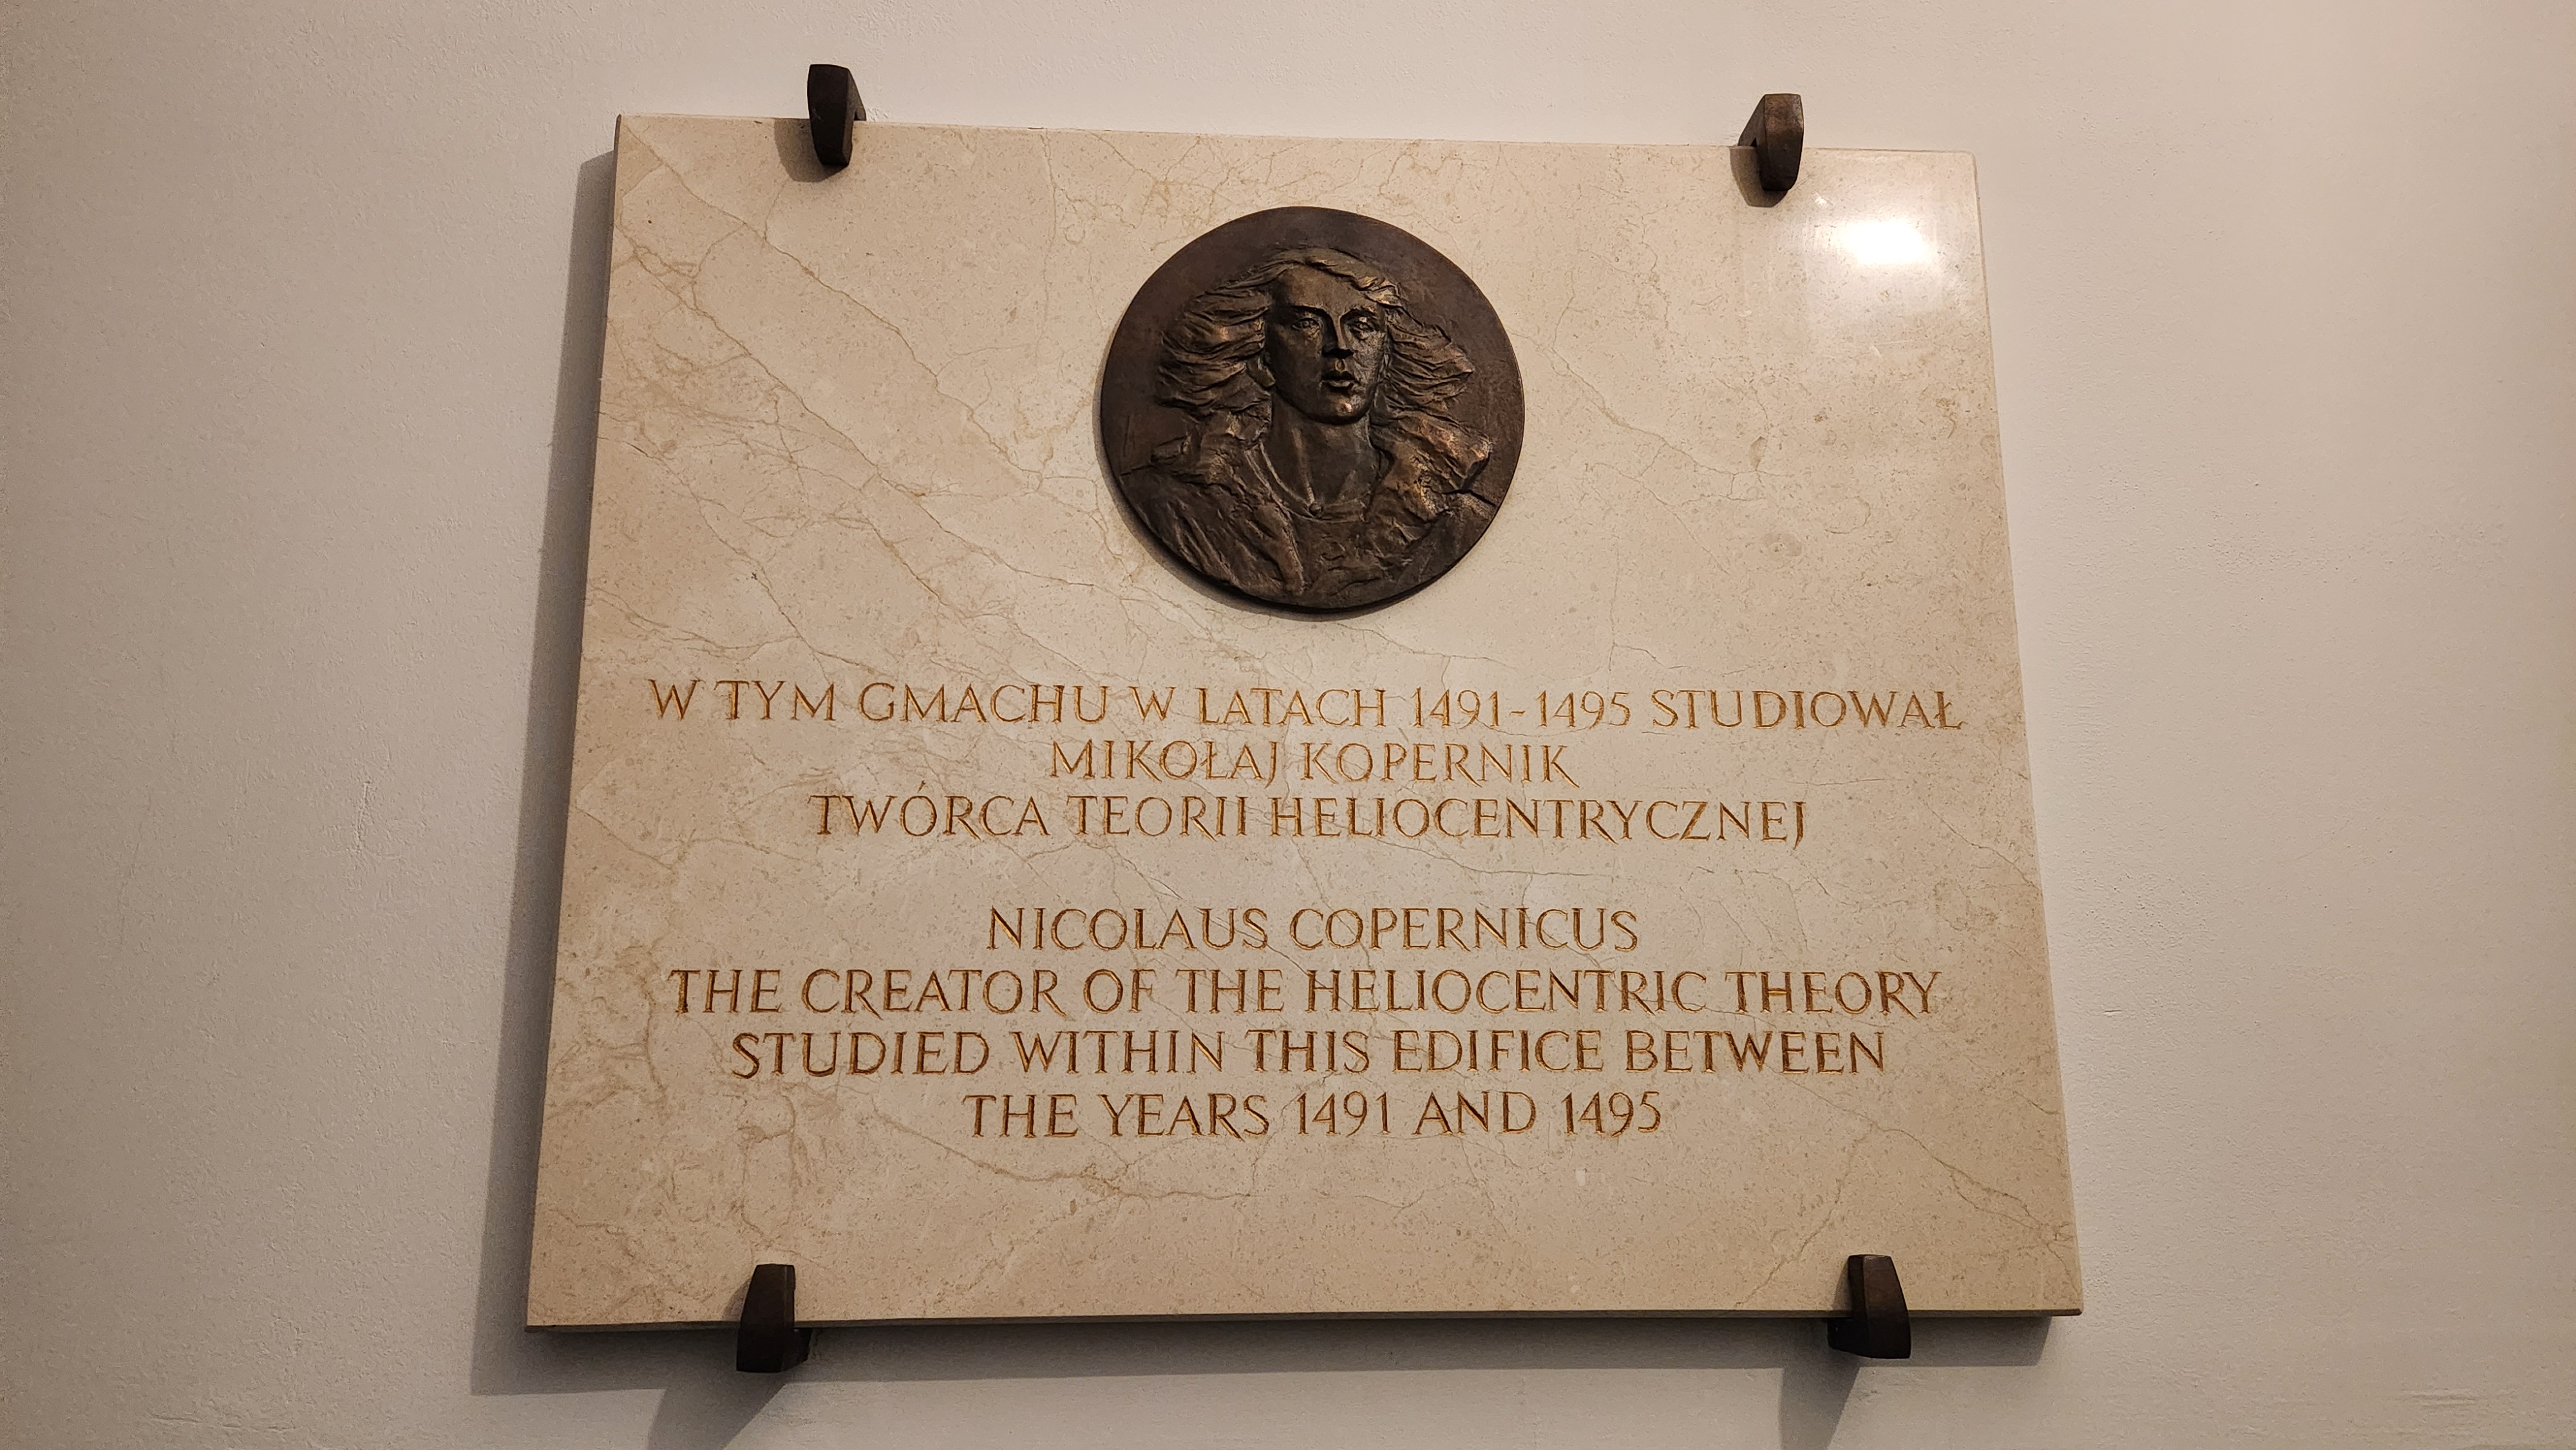 W TYM GMACHU W LATACH 1491-1495 STUDIOWAŁ
MIKOŁAJ KOPERNIK
TWÓRCA TEORII HELIOCENTRYCZNEJ
NICOLAUS COPERNICUS
THE CREATOR OF THE HELIOCENTRIC THEORY
STUDIED WITHIN THIS EDIFICE BETWEEN
THE YEARS 1491 AND 1495